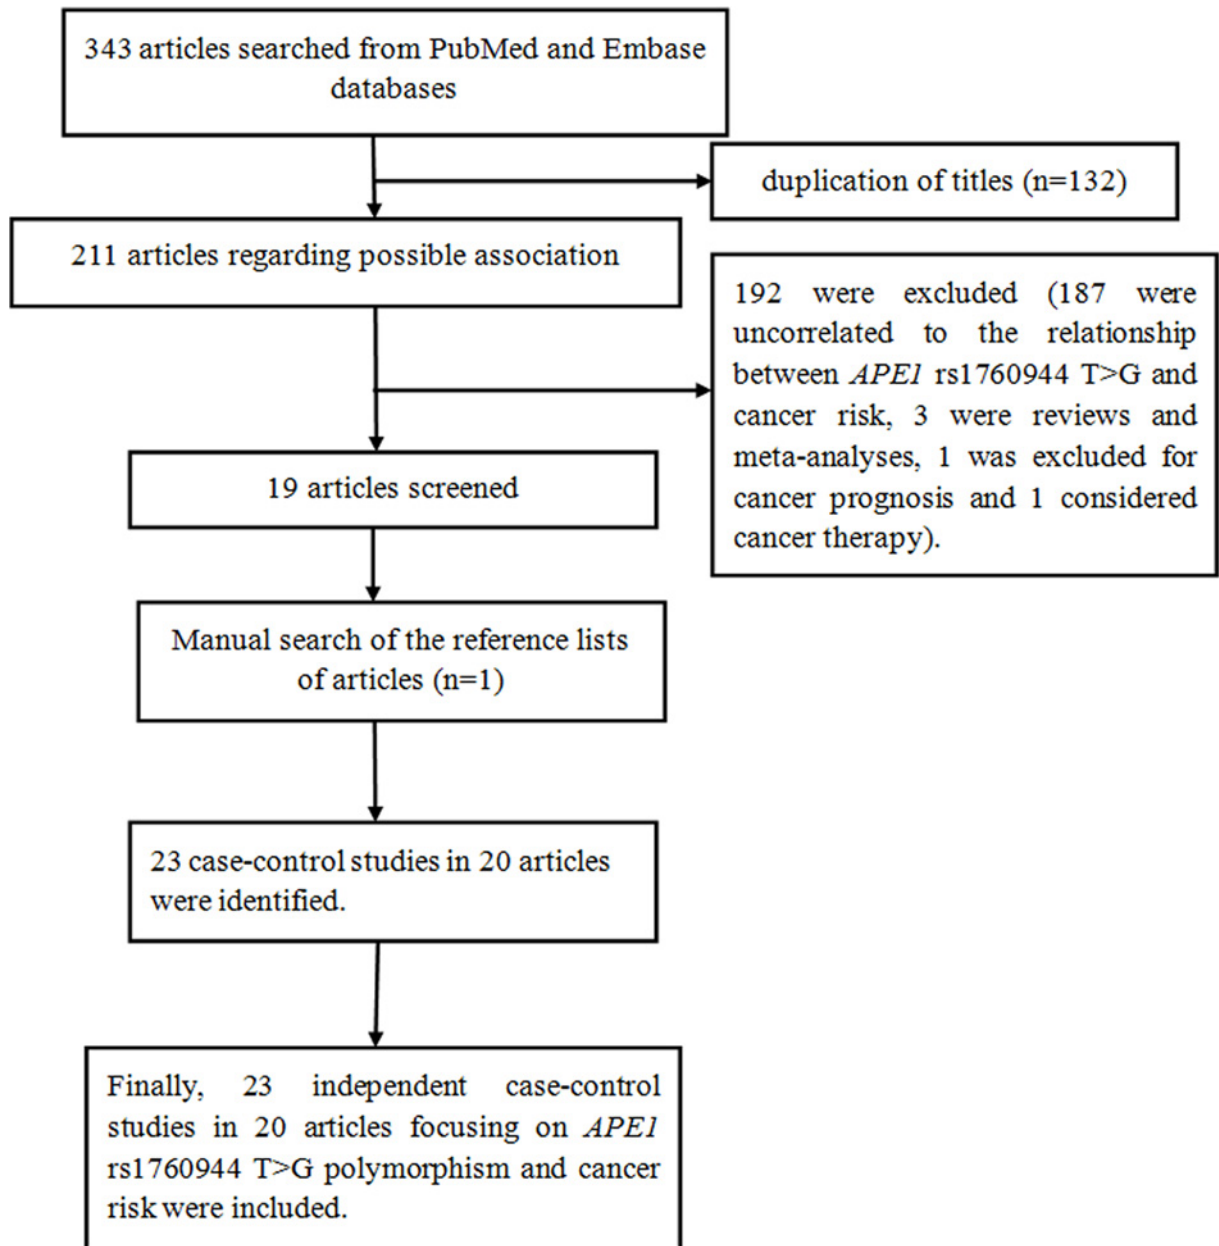 343 articles searched from PubMed and Embase
databases
duplication of titles (n=132)
211 articles regarding possible association
192 were excluded (187 were
uncorrelated to the relationship
between APE1 rs1760944 T>G and
cancer risk, 3 were reviews and
meta-analyses, 1 was excluded for
cancer prognosis and 1 considered
cancer therapy).
19 articles screened
Manual search of the reference lists
of articles (n=1)
23 case-control studies in 20 articles
were identified.
Finally, 23 independent case-control
studies in 20 articles focusing on APE1
rs1760944 T>G polymorphism and cancer
risk were included.